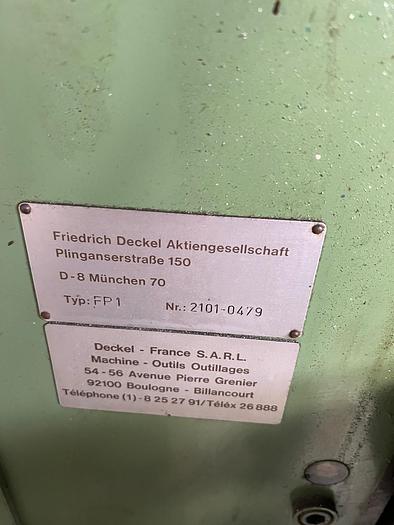 Friedrich Deckel Aktiengesellschaft
Plinganserstraße 150
D-8 München 70
Typ: FP1 Nr.: 2101-0479
Deckel - France S.A.R.L.
Machine - Outils Outillages
54-56 Avenue Pierre Grenier
92100 Boulogne - Billancourt
Téléphone (1)-8 25 27 91/Téléx 26 888